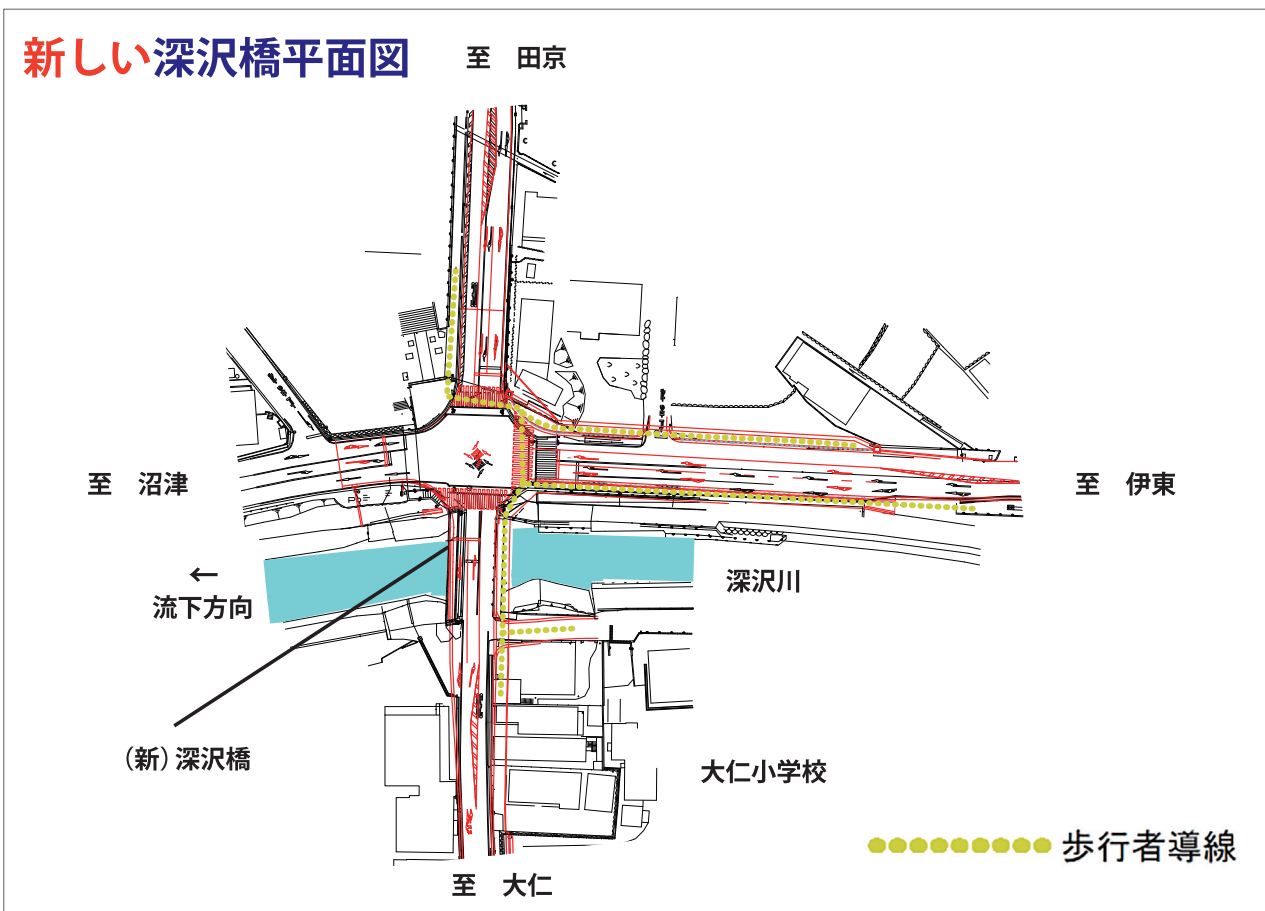 新しい深沢橋平面図
至　田京
至　沼津
至　伊東
←
流下方向
深沢川
（新）深沢橋
大仁小学校
歩行者導線
至　大仁